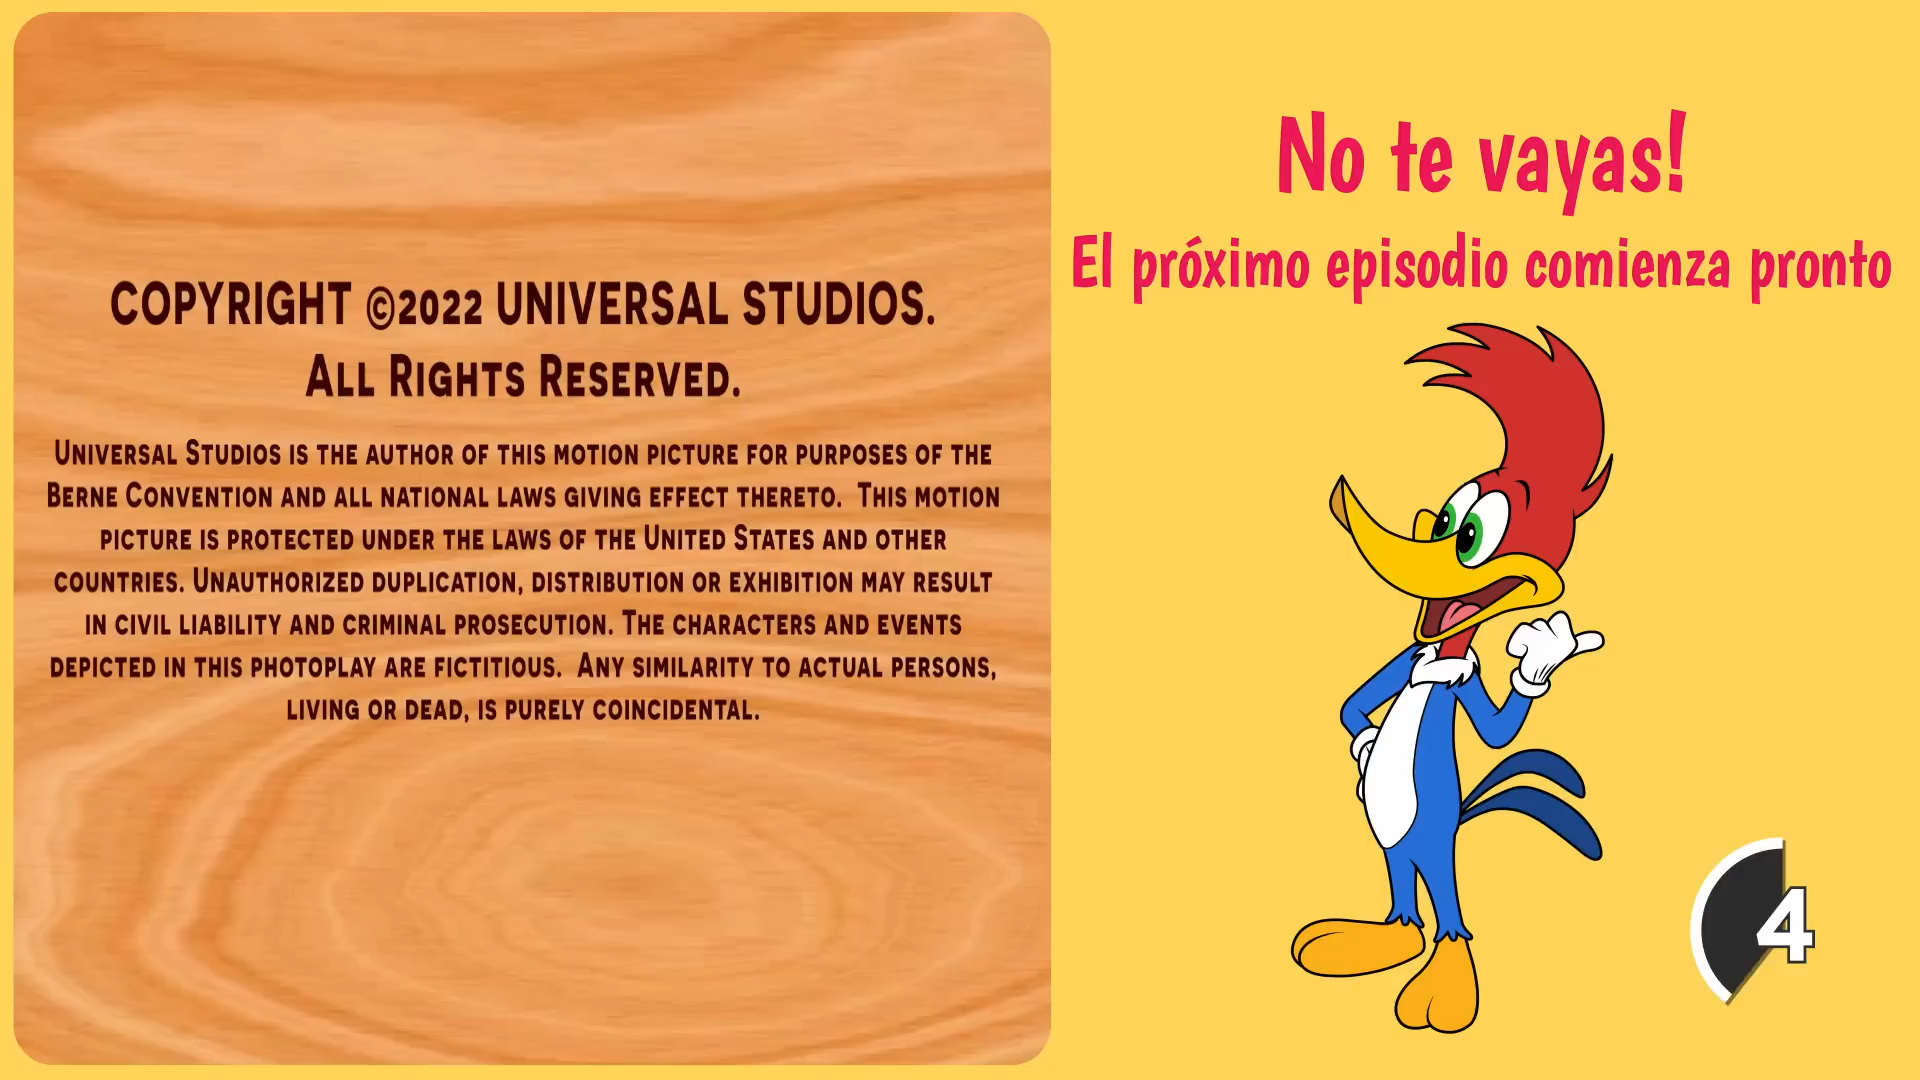 COPYRIGHT ©2022 UNIVERSAL STUDIOS.
ALL RIGHTS RESERVED.
UNIVERSAL STUDIOS IS THE AUTHOR OF THIS MOTION PICTURE FOR PURPOSES OF THE
BERNE CONVENTION AND ALL NATIONAL LAWS GIVING EFFECT THERETO. THIS MOTION
PICTURE IS PROTECTED UNDER THE LAWS OF THE UNITED STATES AND OTHER
COUNTRIES. UNAUTHORIZED DUPLICATION, DISTRIBUTION OR EXHIBITION MAY RESULT
IN CIVIL LIABILITY AND CRIMINAL PROSECUTION. THE CHARACTERS AND EVENTS
DEPICTED IN THIS PHOTOPLAY ARE FICTITIOUS. ANY SIMILARITY TO ACTUAL PERSONS,
LIVING OR DEAD, IS PURELY COINCIDENTAL.
No te vayas!
El próximo episodio comienza pronto
4